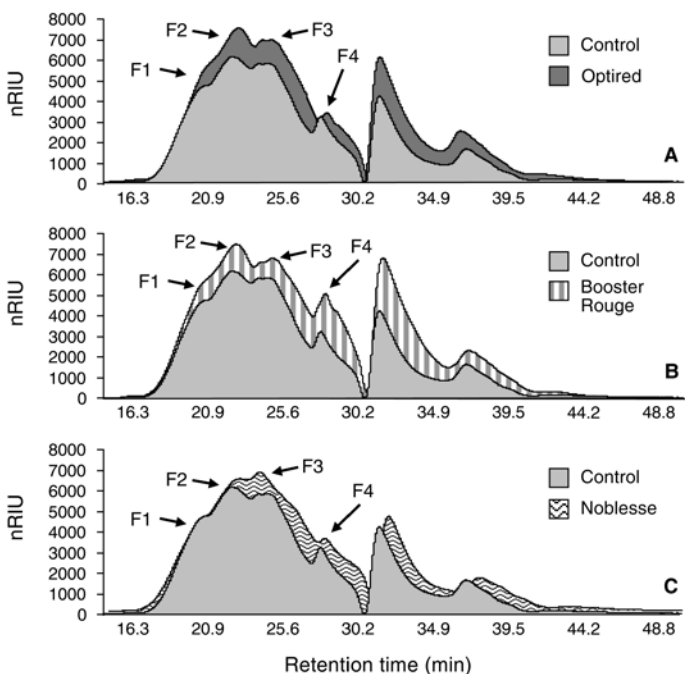 8000
7000
6000
5000
4000
3000
2000
1000
0
nRIU
F1
F2
F3
F4
Control
Optired
A
16.3 20.9 25.6 30.2 34.9 39.5 44.2 48.8
8000
7000
6000
5000
4000
3000
2000
1000
0
nRIU
F1
F2
F3
F4
Control
Booster
Rouge
B
16.3 20.9 25.6 30.2 34.9 39.5 44.2 48.8
8000
7000
6000
5000
4000
3000
2000
1000
0
nRIU
F1
F2
F3
F4
Control
Noblesse
C
16.3 20.9 25.6 30.2 34.9 39.5 44.2 48.8
Retention time (min)